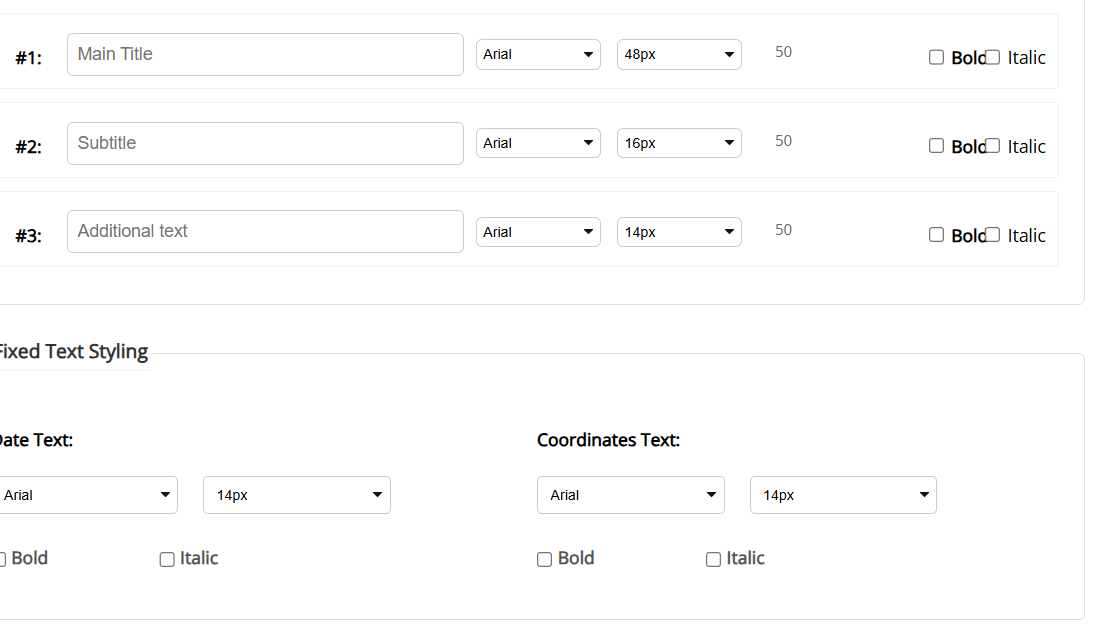 #1: Main Title Arial 48px 50 Bold Italic
#2: Subtitle Arial 16px 50 Bold Italic
#3: Additional text Arial 14px 50 Bold Italic
Fixed Text Styling
Date Text: Coordinates Text:
Arial 14px Arial 14px
Bold Italic Bold Italic